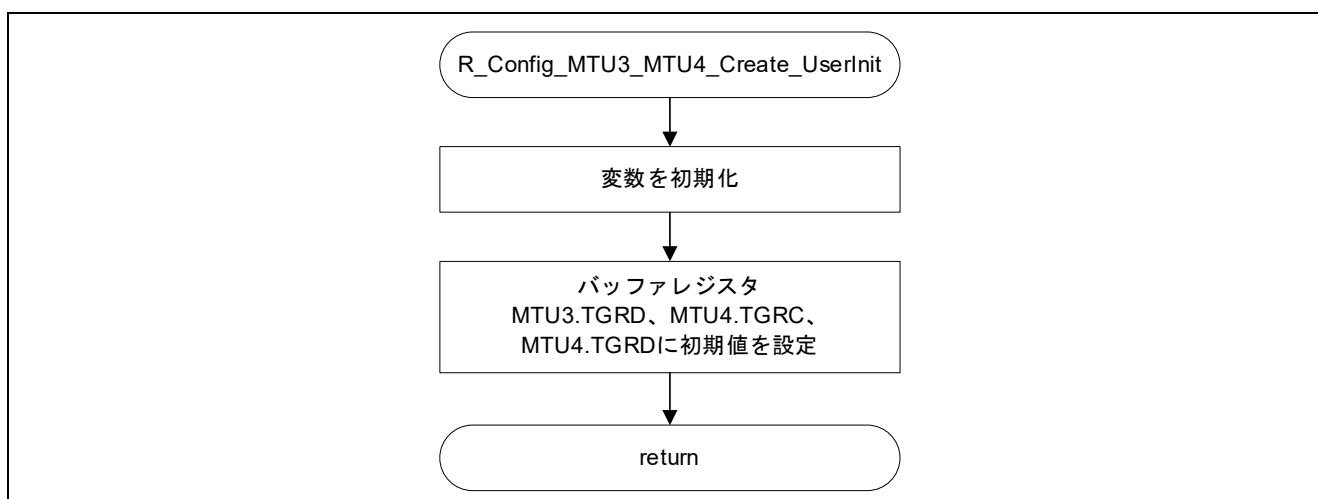 R_Config_MTU3_MTU4_Create_UserInit
変数を初期化
バッファレジスタ
MTU3.TGRD、MTU4.TGRC、
MTU4.TGRDに初期値を設定
return